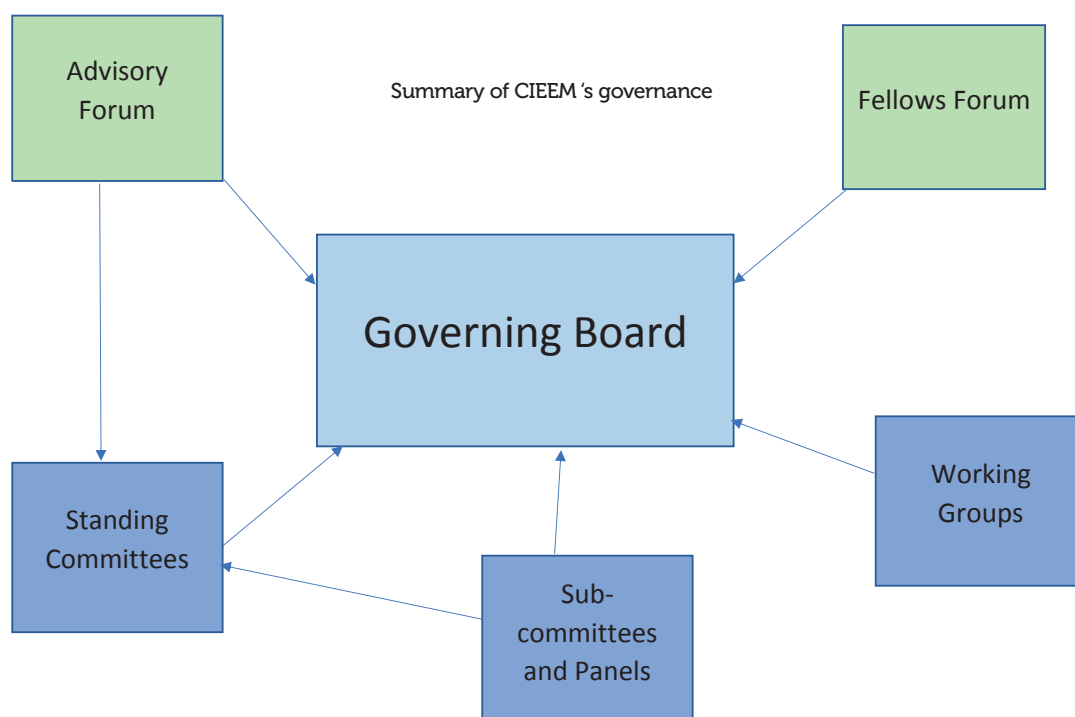 Advisory
Forum
Summary of CIEEM 's governance
Fellows Forum
Governing Board
Standing
Committees
Working
Groups
Sub-
committees
and Panels